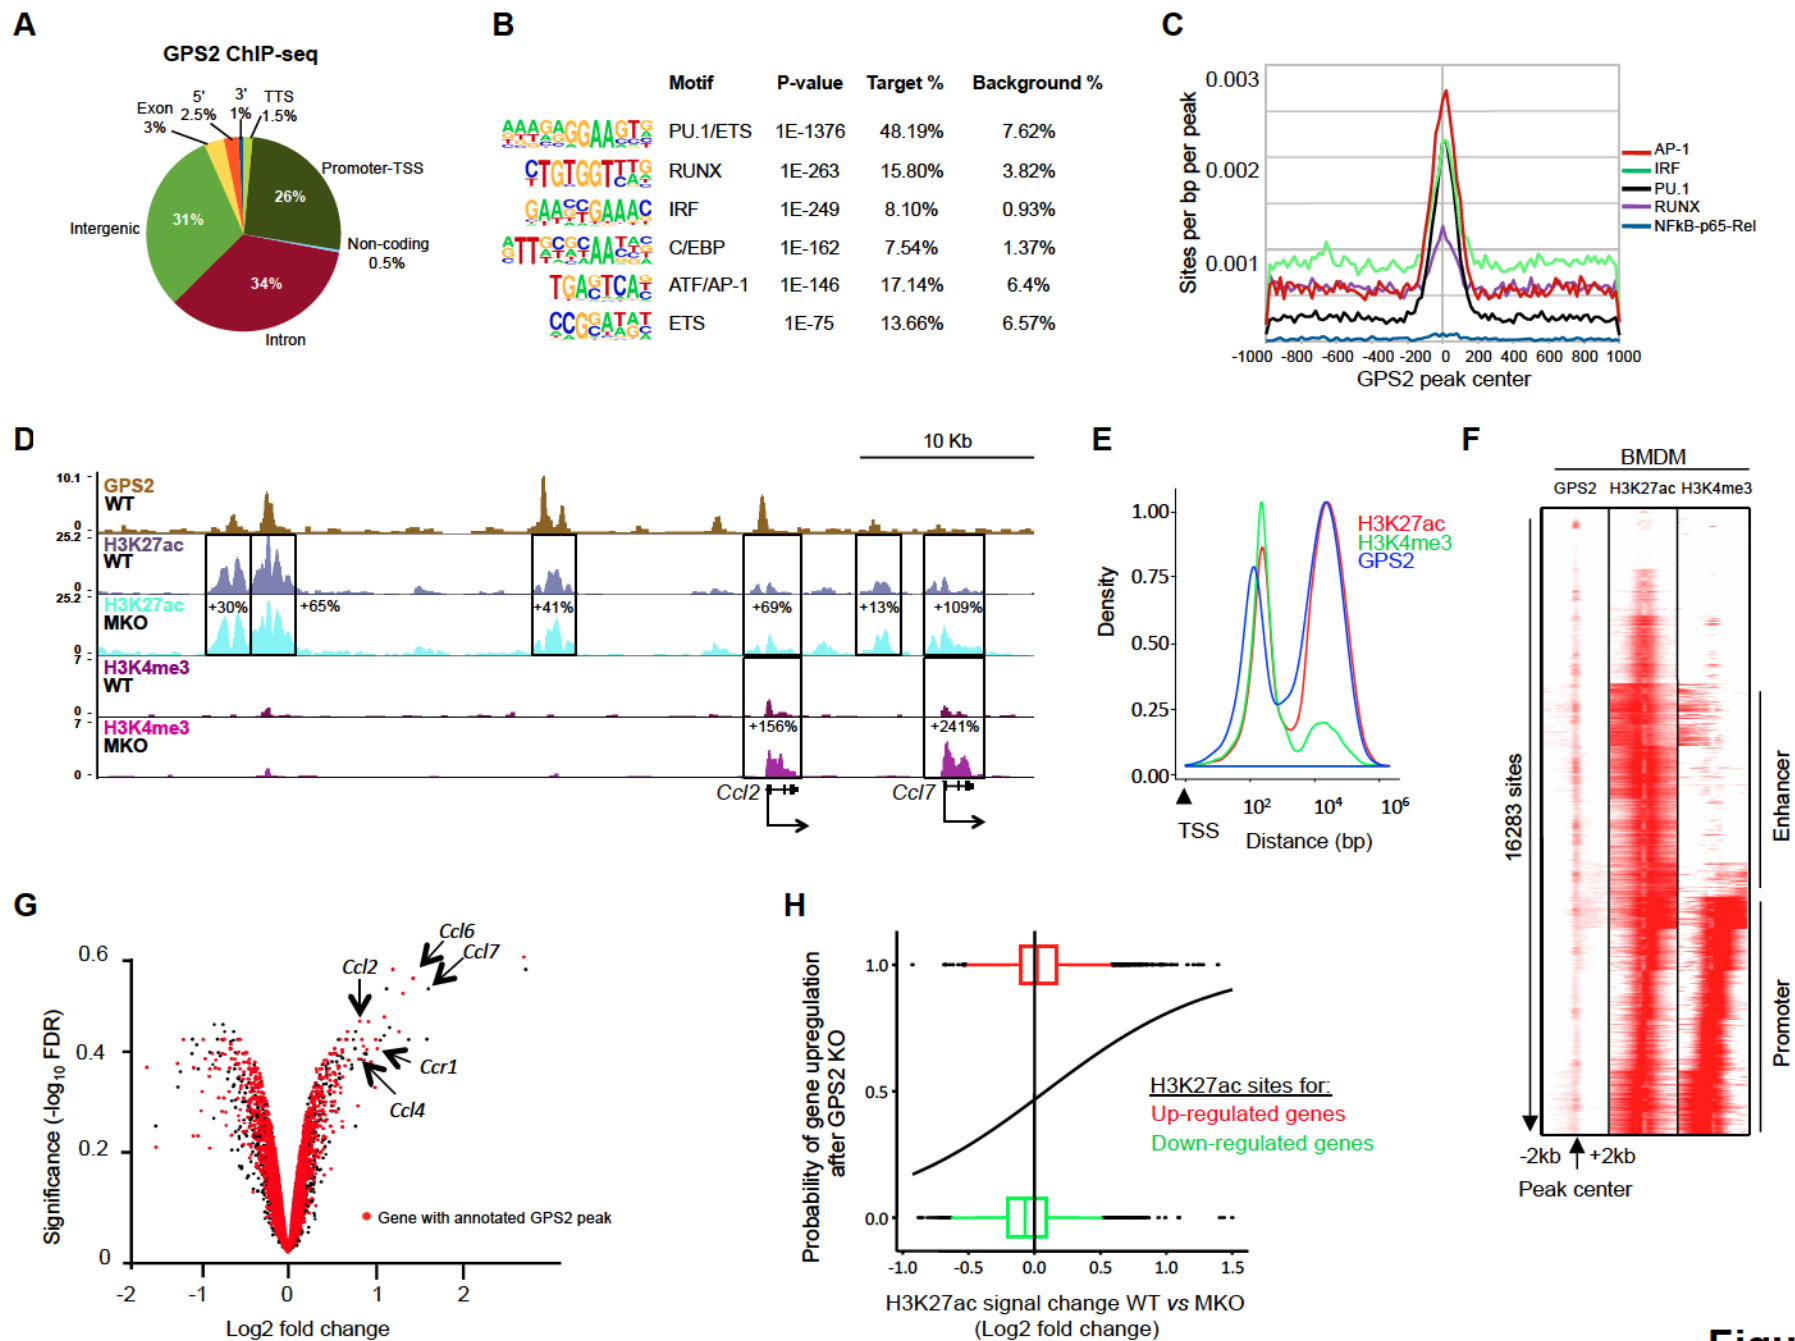 A
GPS2 ChIP-seq
Exon
3%
5'
2.5%
3'
1%
TTS
1.5%
Promoter-TSS
26%
Intergenic
31%
Non-coding
0.5%
34%
Intron
B
Motif P-value Target % Background %
PU.1/ETS 1E-1376 48.19% 7.62%
RUNX 1E-263 15.80% 3.82%
IRF 1E-249 8.10% 0.93%
C/EBP 1E-162 7.54% 1.37%
ATF/AP-1 1E-146 17.14% 6.4%
ETS 1E-75 13.66% 6.57%
C
Sites per bp per peak
0.003
0.002
0.001
-1000 -800 -600 -400 -200 0 200 400 600 800 1000
GPS2 peak center
AP-1
IRF
PU.1
RUNX
NFkB-p65-Rel
D
10 Kb
10.1 -
0 -
GPS2
WT
25.2 -
0 -
H3K27ac
WT
25.2 -
0 -
H3K27ac
MKO
+30% +65% +41% +69% +13% +109%
7 -
0 -
H3K4me3
WT
7 -
0 -
H3K4me3
MKO
+156% +241%
Ccl2 Ccl7
E
Density
1.00
0.75
0.50
0.25
0.00
H3K27ac
H3K4me3
GPS2
10² 10⁴ 10⁶
TSS
Distance (bp)
F
BMDM
GPS2 H3K27ac H3K4me3
16283 sites
Enhancer
Promoter
-2kb +2kb
Peak center
G
Significance (-log₁₀ FDR)
0.6
0.4
0.2
0
Ccl6
Ccl7
Ccl2
Ccr1
Ccl4
Gene with annotated GPS2 peak
-2 -1 0 1 2
Log2 fold change
H
Probability of gene upregulation
after GPS2 KO
1.0
0.5
0.0
H3K27ac sites for:
Up-regulated genes
Down-regulated genes
-1.0 -0.5 0.0 0.5 1.0 1.5
H3K27ac signal change WT vs MKO
(Log2 fold change)